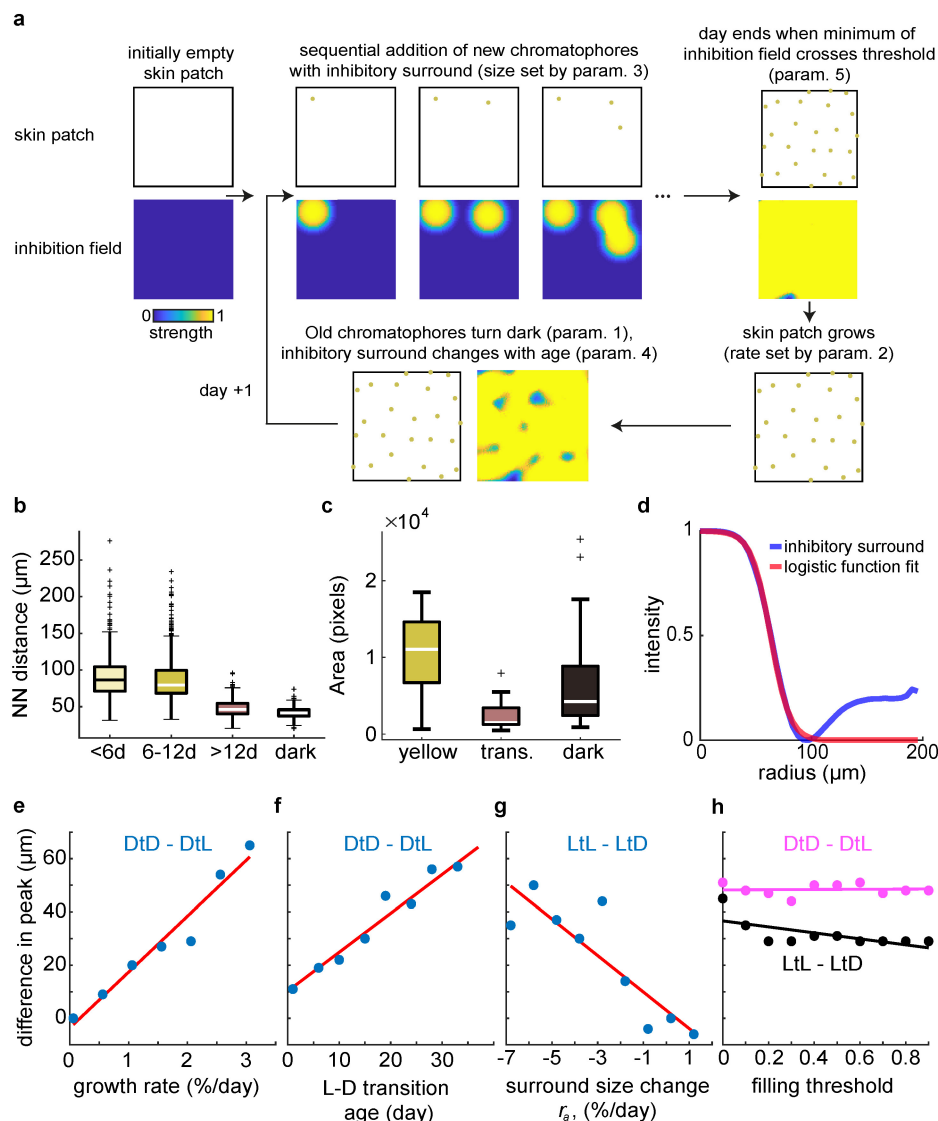 a
initially empty
skin patch
sequential addition of new chromatophores
with inhibitory surround (size set by param. 3)
day ends when minimum of
inhibition field crosses threshold
(param. 5)
skin patch
...
inhibition field
0 1
strength
Old chromatophores turn dark (param. 1),
inhibitory surround changes with age (param. 4)
skin patch grows
(rate set by param. 2)
day +1
b
NN distance (µm)
250
200
150
100
50
<6d 6-12d >12d dark
c
×10⁴
Area (pixels)
2
1
0
yellow trans. dark
d
intensity
1
0.5
0
inhibitory surround
logistic function fit
0 100 200
radius (µm)
e
difference in peak (µm)
60
40
20
0
DtD - DtL
0 1 2 3
growth rate (%/day)
f
DtD - DtL
0 10 20 30
L-D transition
age (day)
g
LtL - LtD
-7 -5 -3 -1 1
surround size change
rₐ, (%/day)
h
DtD - DtL
LtL - LtD
0 0.2 0.4 0.6 0.8
filling threshold